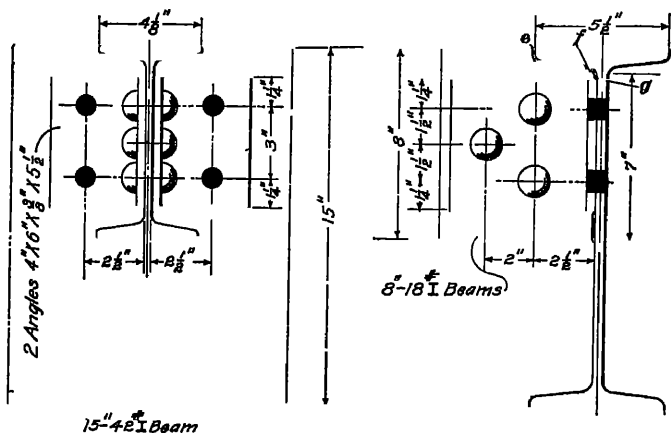 4 1/8"
2 Angles 4"X6"X 3/8"X5 1/2"
1 1/4"
3"
1 1/4"
15"
2 1/2" 2 1/2"
15"-42# I Beam
5 1/2"
e f
g
8"
1 1/4"
1 1/2"
1 1/2"
1 1/4"
7"
2" 2 1/2"
8"-18# I Beams